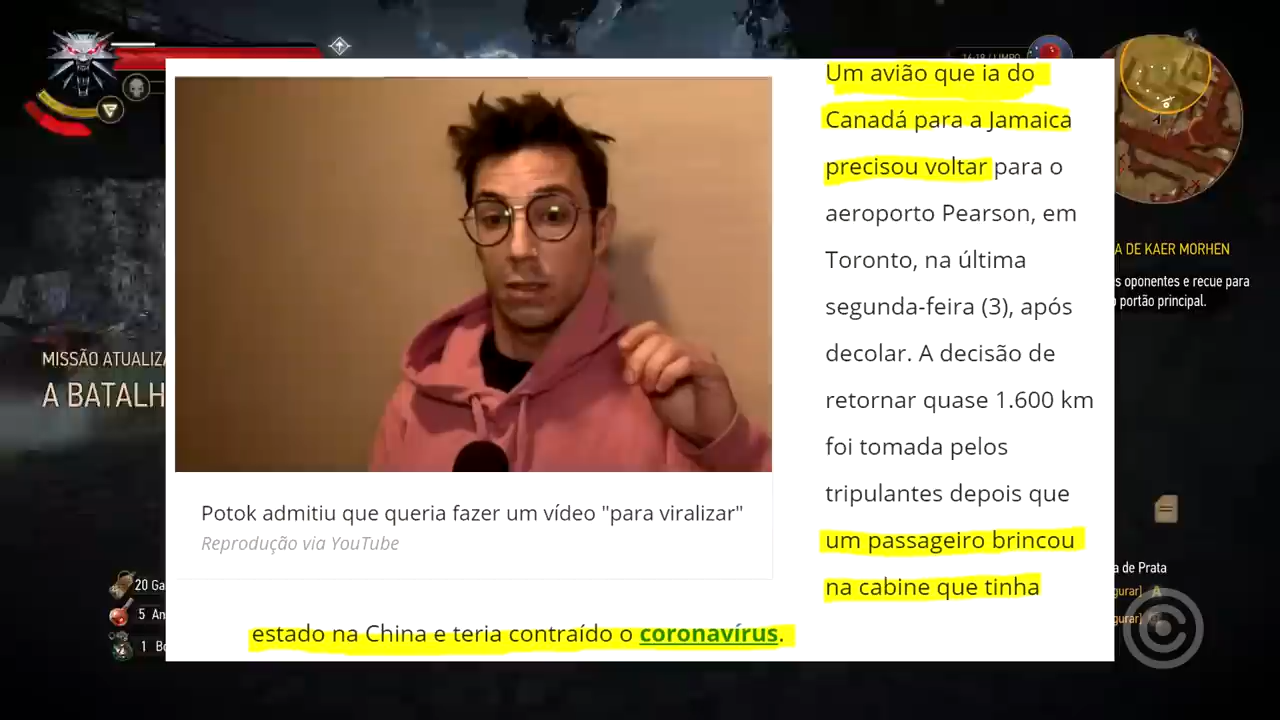 Um avião que ia do
Canadá para a Jamaica
precisou voltar para o
aeroporto Pearson, em
Toronto, na última
segunda-feira (3), após
decolar. A decisão de
retornar quase 1.600 km
foi tomada pelos
tripulantes depois que
um passageiro brincou
na cabine que tinha
estado na China e teria contraído o coronavírus.
Potok admitiu que queria fazer um vídeo "para viralizar"
Reprodução via YouTube
MISSÃO ATUALIZA
A BATALH
A DE KAER MORHEN
s oponentes e recue para
o portão principal.
a de Prata
gurar] A
gurar]
20 Ga
5 An
1 Bo
©